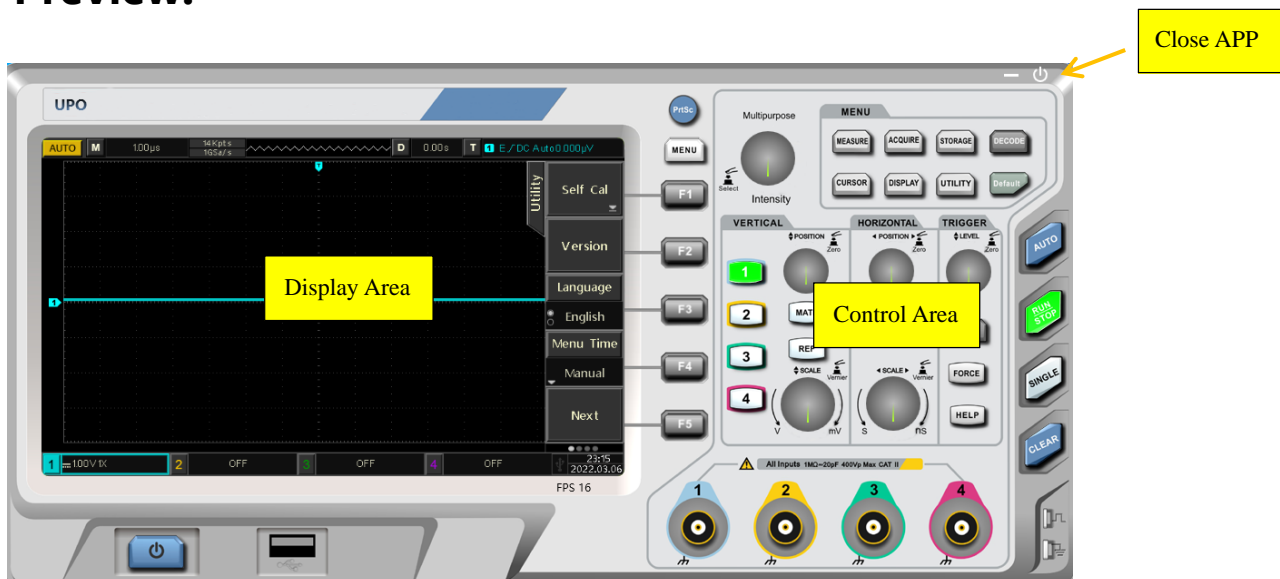 Preview:
Close APP
UPO
AUTO M 1.00μs 14Kpts 1GSa/s D 0.00s T 1 E DC Auto 0.000μV
T
Utility
Self Cal
Version
Language
English
Menu Time
Manual
Next
Display Area
1
1 1.00V 1X 2 OFF 3 OFF 4 OFF
23:15
2022.03.06
FPS 16
PrtSc
MENU
F1
F2
F3
F4
F5
Multipurpose
Select
Intensity
MENU
MEASURE ACQUIRE STORAGE DECODE
CURSOR DISPLAY UTILITY Default
VERTICAL HORIZONTAL TRIGGER
POSITION Zero POSITION Zero LEVEL Zero
1
2
3
4
Control Area
SCALE Vernier SCALE Vernier
V mV S nS
FORCE
HELP
AUTO
RUN
STOP
SINGLE
CLEAR
All Inputs 1MΩ~20pF 400Vp Max CAT II
1 2 3 4